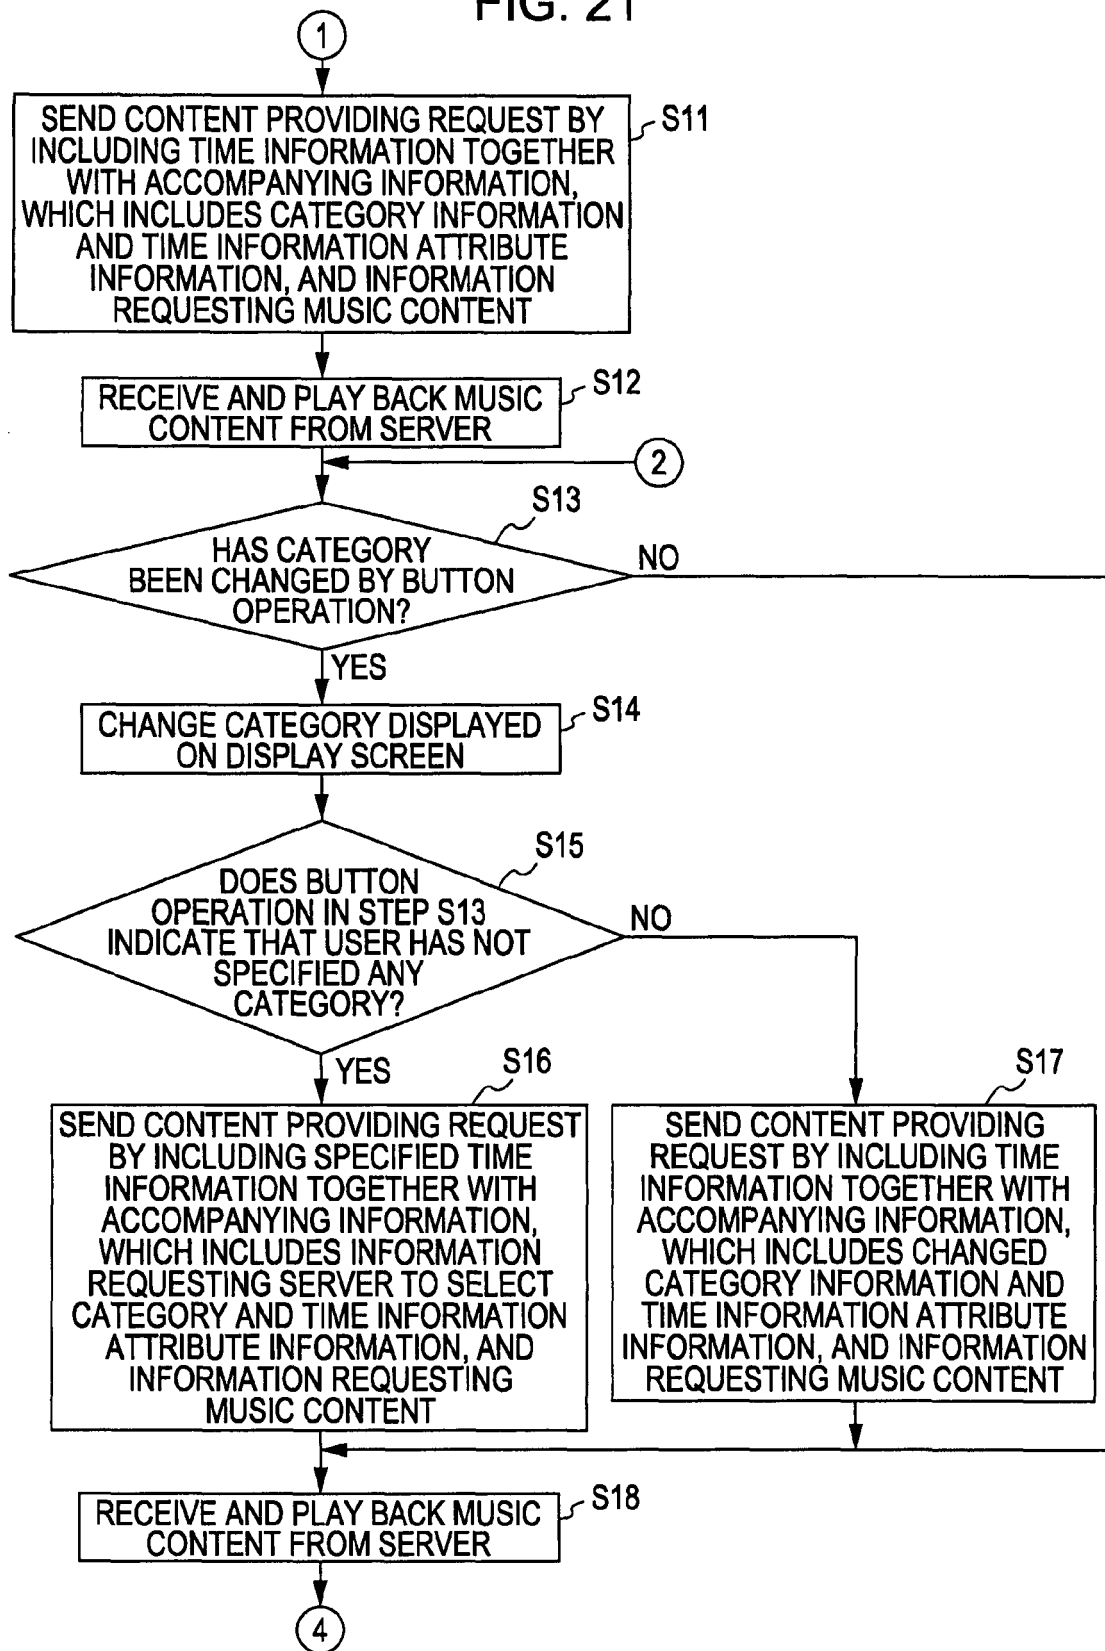 FIG. 21
1
SEND CONTENT PROVIDING REQUEST BY
INCLUDING TIME INFORMATION TOGETHER
WITH ACCOMPANYING INFORMATION,
WHICH INCLUDES CATEGORY INFORMATION
AND TIME INFORMATION ATTRIBUTE
INFORMATION, AND INFORMATION
REQUESTING MUSIC CONTENT
S11
RECEIVE AND PLAY BACK MUSIC
CONTENT FROM SERVER
S12
2
S13
HAS CATEGORY
BEEN CHANGED BY BUTTON
OPERATION?
NO
YES
CHANGE CATEGORY DISPLAYED
ON DISPLAY SCREEN
S14
S15
DOES BUTTON
OPERATION IN STEP S13
INDICATE THAT USER HAS NOT
SPECIFIED ANY
CATEGORY?
NO
YES
S16
SEND CONTENT PROVIDING REQUEST
BY INCLUDING SPECIFIED TIME
INFORMATION TOGETHER WITH
ACCOMPANYING INFORMATION,
WHICH INCLUDES INFORMATION
REQUESTING SERVER TO SELECT
CATEGORY AND TIME INFORMATION
ATTRIBUTE INFORMATION, AND
INFORMATION REQUESTING
MUSIC CONTENT
S17
SEND CONTENT PROVIDING
REQUEST BY INCLUDING TIME
INFORMATION TOGETHER WITH
ACCOMPANYING INFORMATION,
WHICH INCLUDES CHANGED
CATEGORY INFORMATION AND
TIME INFORMATION ATTRIBUTE
INFORMATION, AND INFORMATION
REQUESTING MUSIC CONTENT
RECEIVE AND PLAY BACK MUSIC
CONTENT FROM SERVER
S18
4